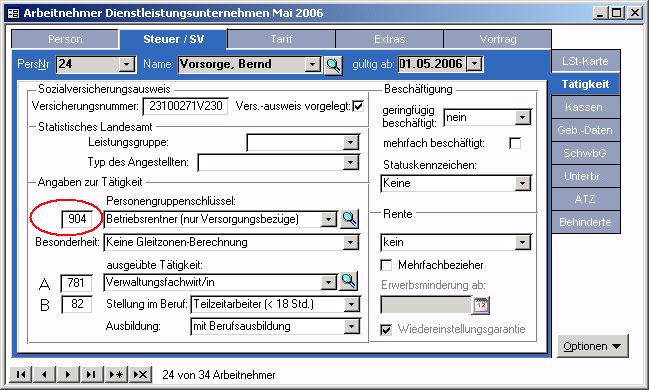 Arbeitnehmer Dienstleistungsunternehmen Mai 2006
Person Steuer / SV Tarif Extras Vortrag
PersNr: 24 Name: Vorsorge, Bernd gültig ab: 01.05.2006
LSt-Karte
Tätigkeit
Kassen
Geb.-Daten
SchwbG
Unterbr.
ATZ
Behinderte
Sozialversicherungsausweis
Versicherungsnummer: 23100271V230 Vers.-ausweis vorgelegt:
Statistisches Landesamt
Leistungsgruppe:
Typ des Angestellten:
Angaben zur Tätigkeit
Personengruppenschlüssel:
904 Betriebsrentner (nur Versorgungsbezüge)
Besonderheit: Keine Gleitzonen-Berechnung
ausgeübte Tätigkeit:
A 781 Verwaltungsfachwirt/in
B 82 Stellung im Beruf: Teilzeitarbeiter (< 18 Std.)
Ausbildung: mit Berufsausbildung
Beschäftigung
geringfügig
beschäftigt: nein
mehrfach beschäftigt:
Statuskennzeichen:
Keine
Rente
kein
Mehrfachbezieher
Erwerbsminderung ab:
12
Wiedereinstellungsgarantie
Optionen
24 von 34 Arbeitnehmer